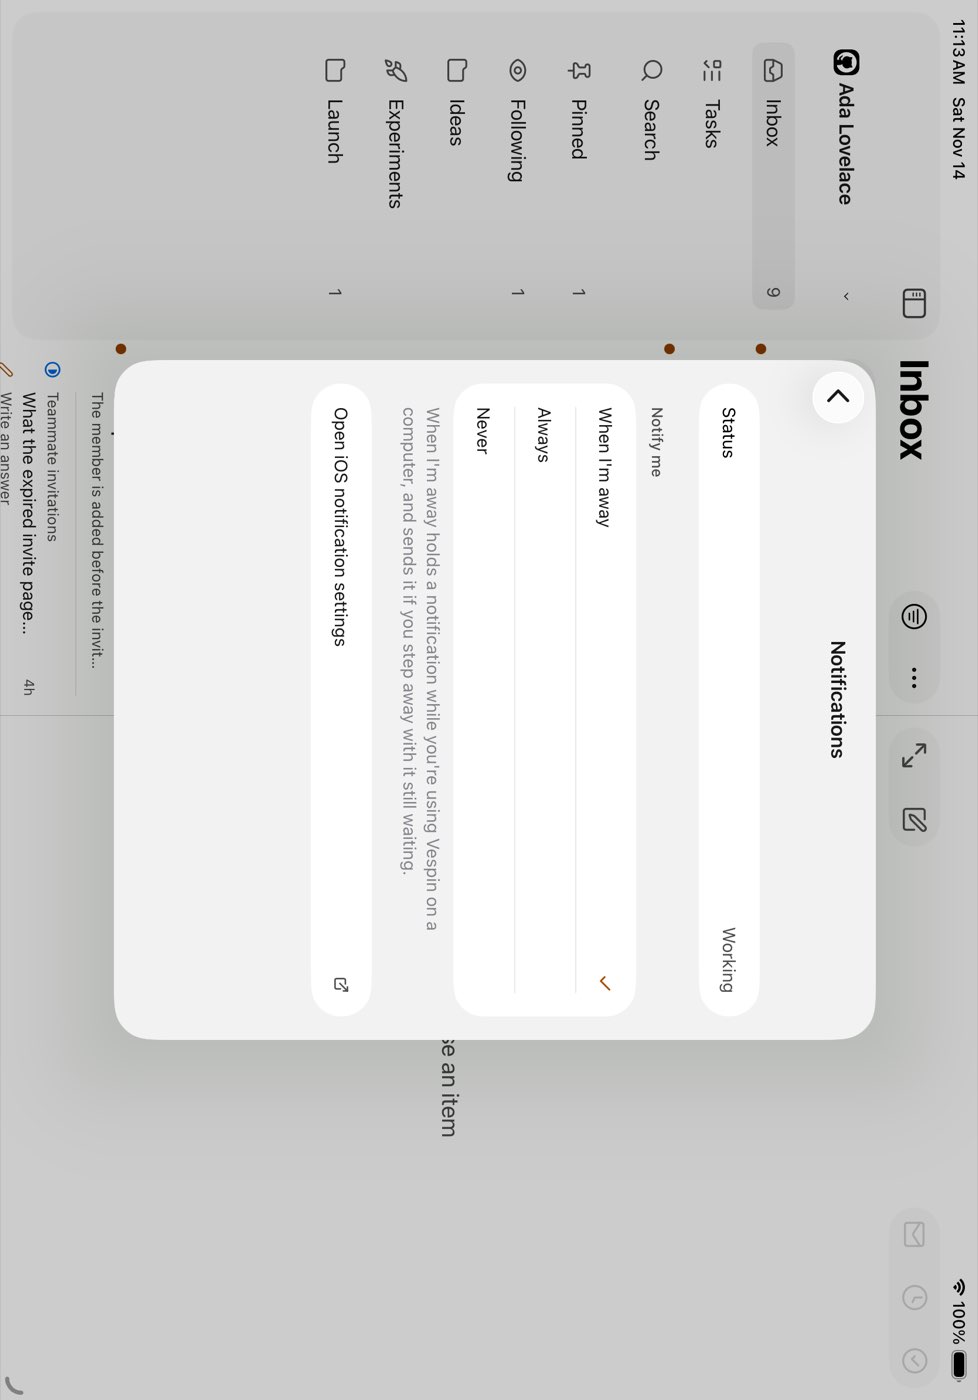 11:13 AM Sat Nov 14
100%
Inbox
Ada Lovelace
Inbox 9
Tasks
Search
Pinned 1
Following 1
Ideas
Experiments
Launch 1
Notifications
Status Working
Notify me
When I'm away
Always
Never
When I'm away holds a notification while you're using Vespin on a
computer, and sends it if you step away with it still waiting.
Open iOS notification settings
an item
The member is added before the invit...
Teammate invitations
What the expired invite page... 4h
Write an answer